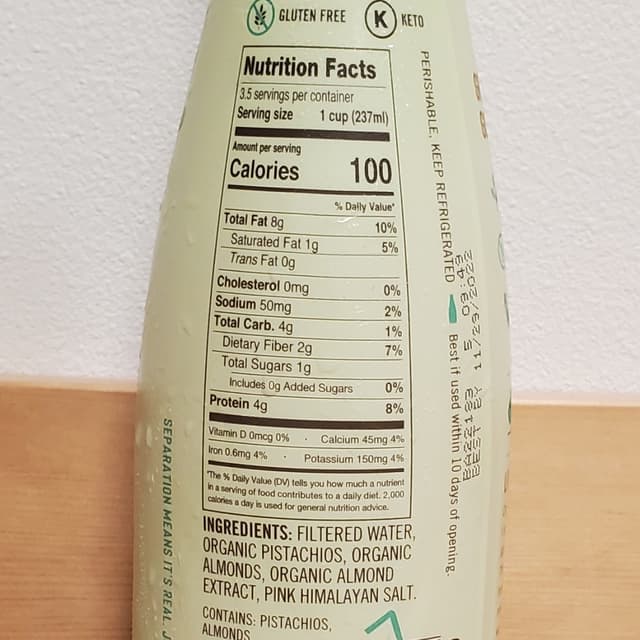 GLUTEN FREE
K KETO
Nutrition Facts
3.5 servings per container
Serving size 1 cup (237ml)
Amount per serving
Calories 100
% Daily Value*
Total Fat 8g 10%
Saturated Fat 1g 5%
Trans Fat 0g
Cholesterol 0mg 0%
Sodium 50mg 2%
Total Carb. 4g 1%
Dietary Fiber 2g 7%
Total Sugars 1g
Includes 0g Added Sugars 0%
Protein 4g 8%
Vitamin D 0mcg 0% · Calcium 45mg 4%
Iron 0.6mg 4% · Potassium 150mg 4%
*The % Daily Value (DV) tells you how much a nutrient
in a serving of food contributes to a daily diet. 2,000
calories a day is used for general nutrition advice.
INGREDIENTS: FILTERED WATER,
ORGANIC PISTACHIOS, ORGANIC
ALMONDS, ORGANIC ALMOND
EXTRACT, PINK HIMALAYAN SALT.
CONTAINS: PISTACHIOS,
ALMONDS
PERISHABLE. KEEP REFRIGERATED
Best if used within 10 days of opening.
BEST BY 11/29/2022
SEPARATION MEANS IT'S REAL.